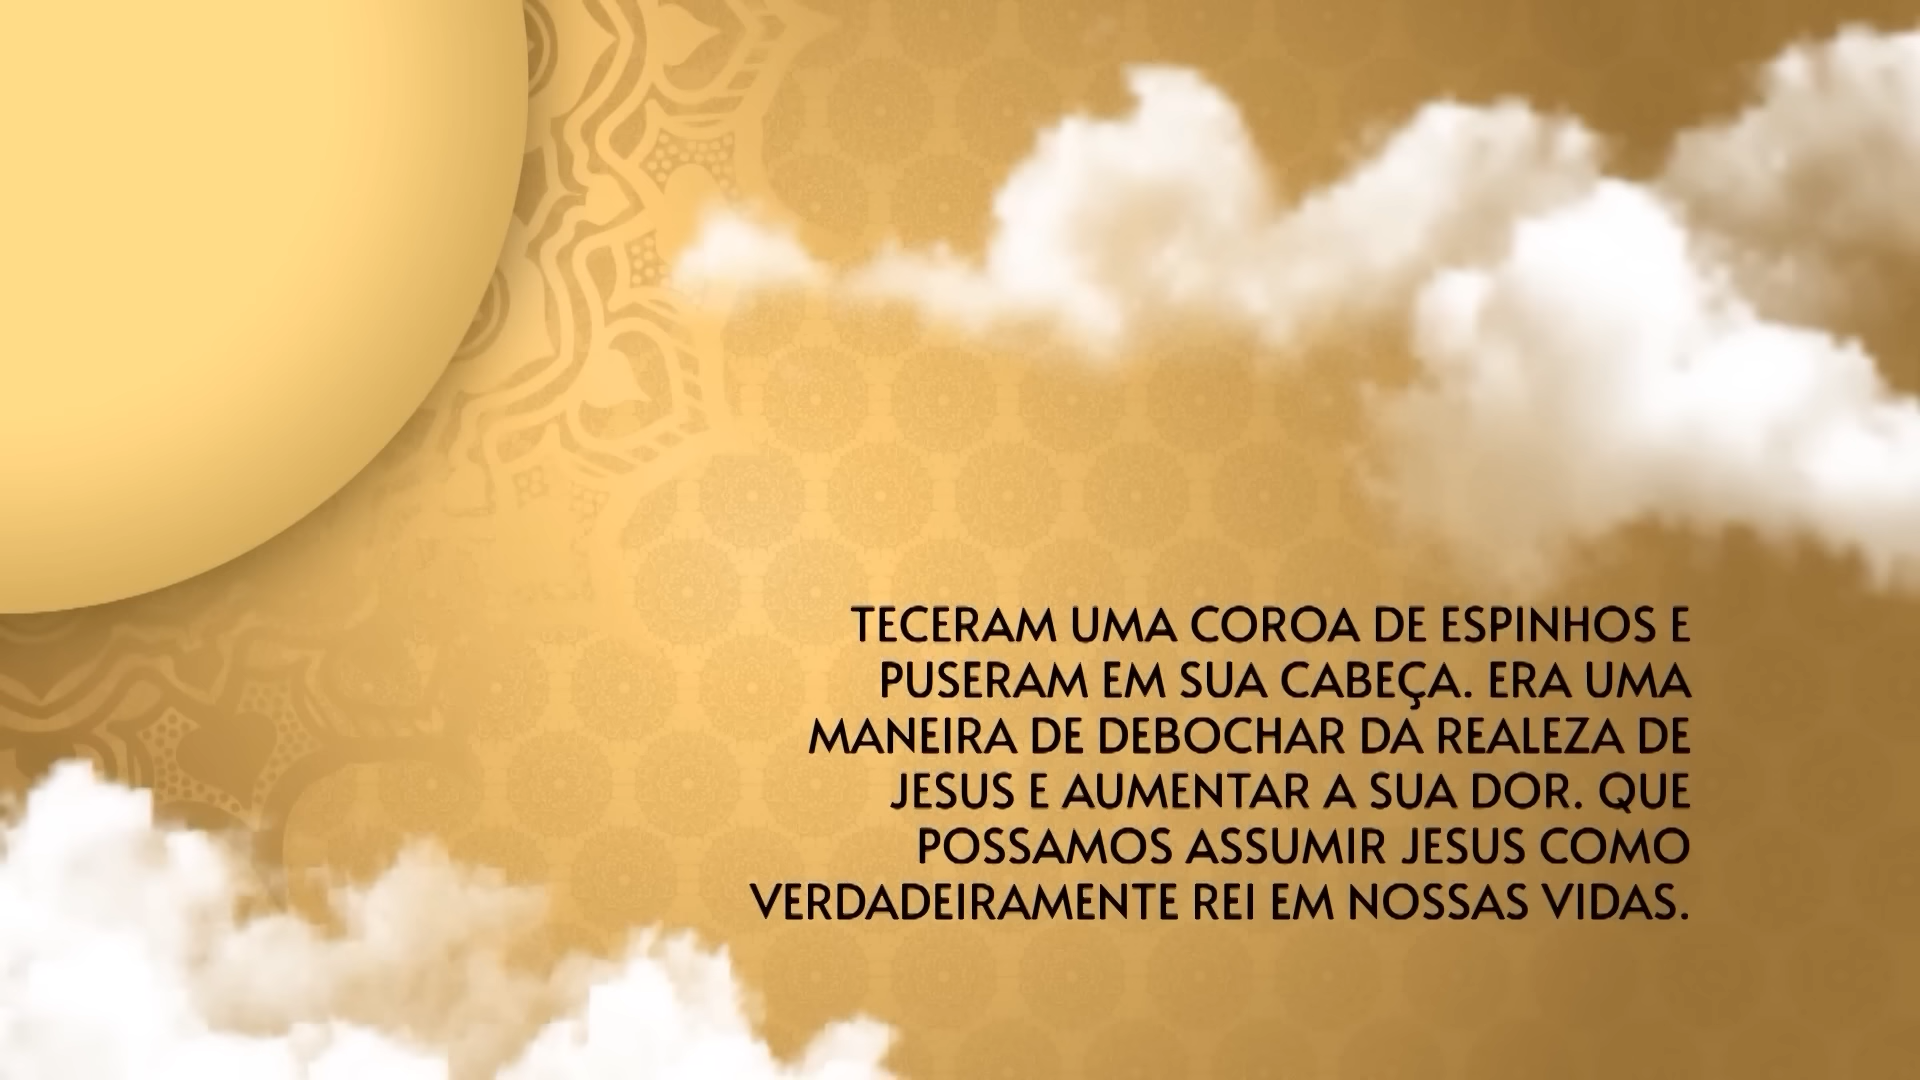 TECERAM UMA COROA DE ESPINHOS E
PUSERAM EM SUA CABEÇA. ERA UMA
MANEIRA DE DEBOCHAR DA REALEZA DE
JESUS E AUMENTAR A SUA DOR. QUE
POSSAMOS ASSUMIR JESUS COMO
VERDADEIRAMENTE REI EM NOSSAS VIDAS.